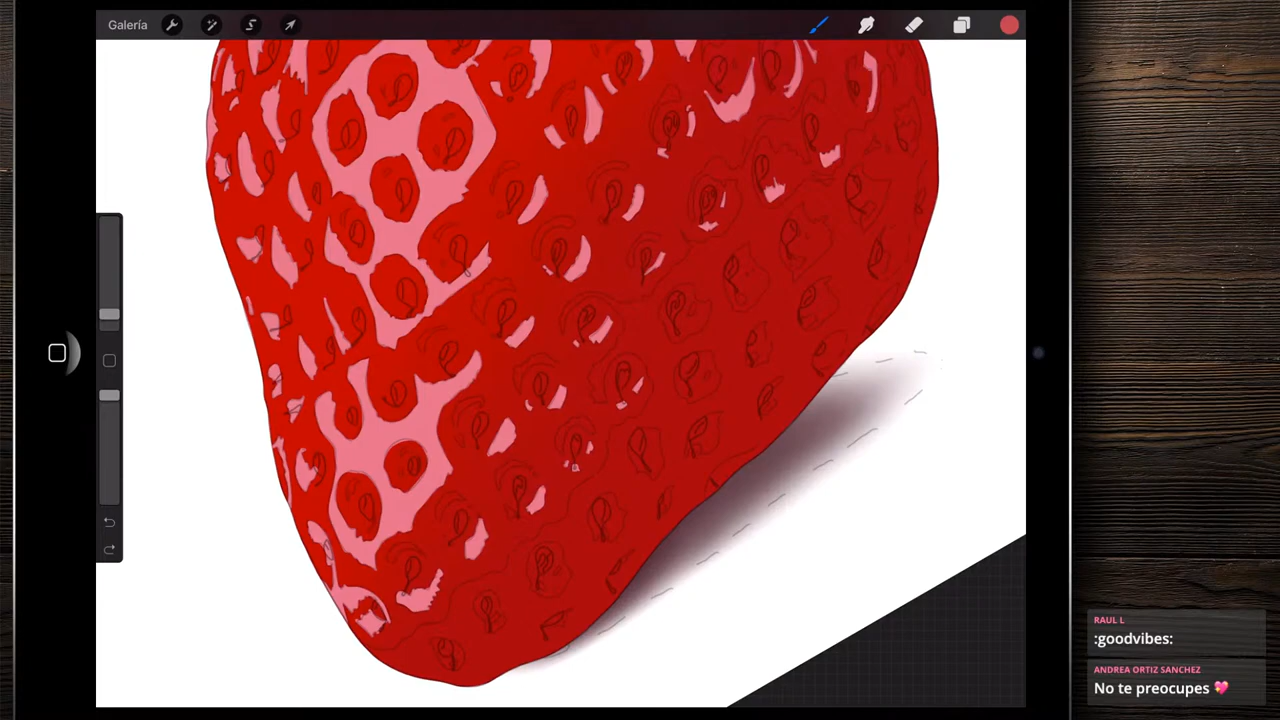 Galería
RAUL L
:goodvibes:
ANDREA ORTIZ SANCHEZ
No te preocupes 💖